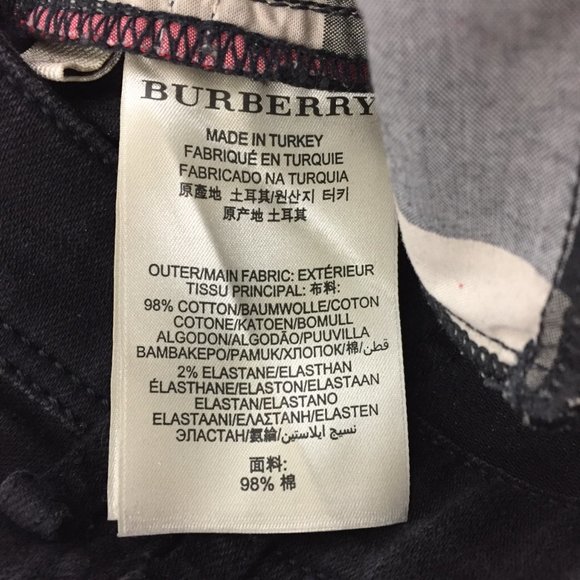 BURBERRY
MADE IN TURKEY
FABRIQUÉ EN TURQUIE
FABRICADO NA TURQUIA
原產地 土耳其/원산지 터키
原产地 土耳其
OUTER/MAIN FABRIC: EXTÉRIEUR
TISSU PRINCIPAL: 布料:
98% COTTON/BAUMWOLLE/COTON
COTONE/KATOEN/BOMULL
ALGODON/ALGODÃO/PUUVILLA
BAMBAKEPO/PAMUK/ХЛОПОК/棉/قطن
2% ELASTANE/ELASTHAN
ÉLASTHANE/ELASTON/ELASTAAN
ELASTAN/ELASTANO
ELASTAANI/ΕΛΑΣΤΑΝΗ/ELASTEN
ЭЛАСТАН/氨綸/نسيج ايلاستين
面料:
98% 棉